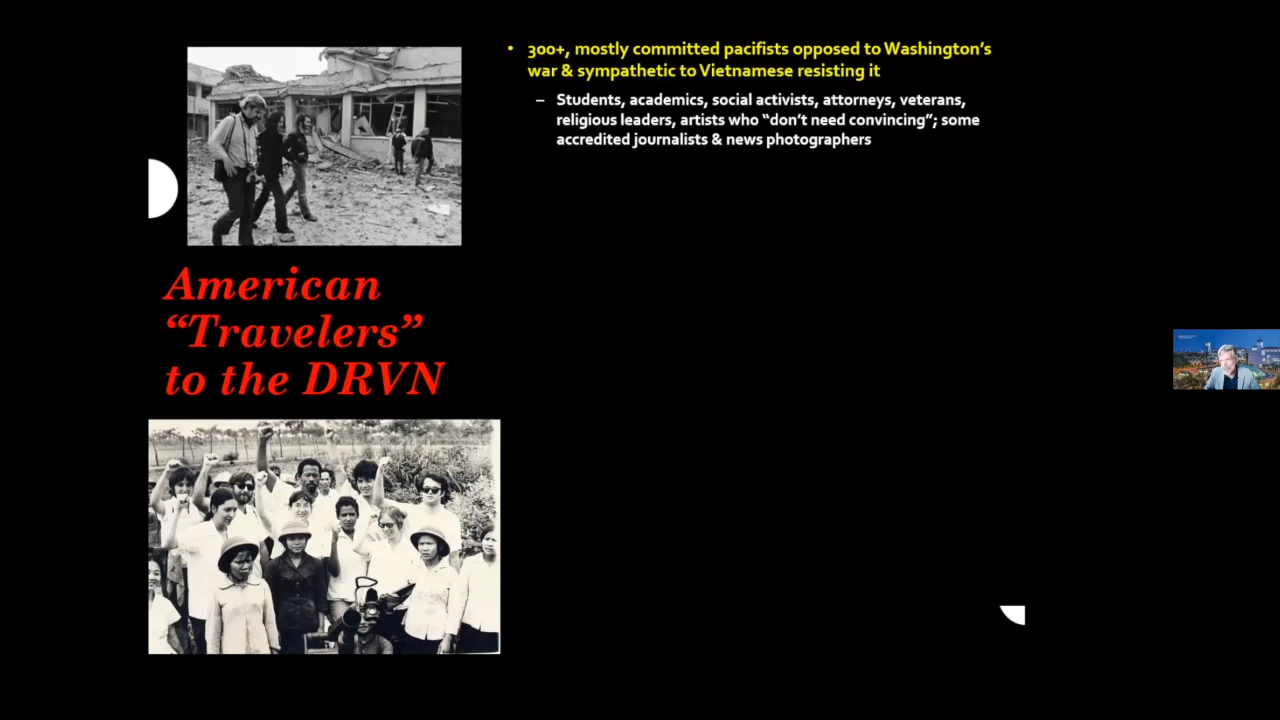 American
“Travelers”
to the DRVN
• 300+, mostly committed pacifists opposed to Washington’s
war & sympathetic to Vietnamese resisting it
– Students, academics, social activists, attorneys, veterans,
religious leaders, artists who “don’t need convincing”; some
accredited journalists & news photographers